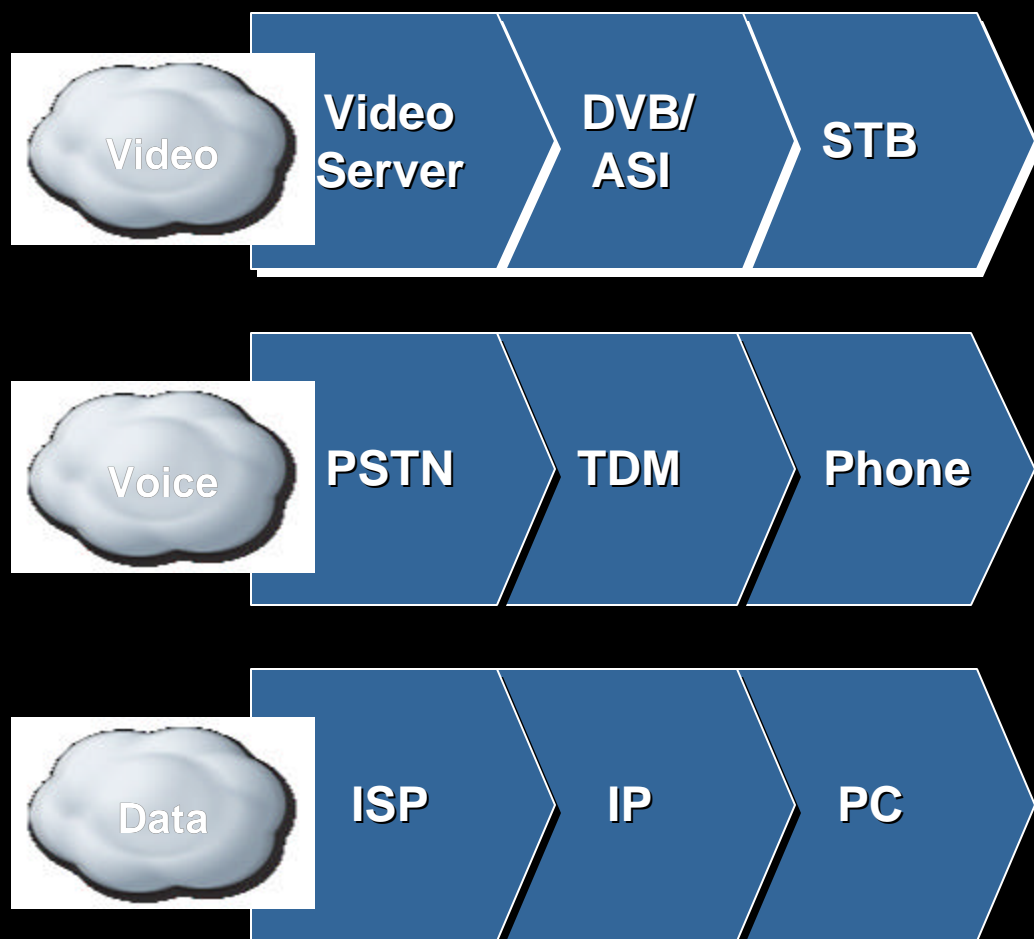 Video
Video
Server
DVB/
ASI
STB
Voice
PSTN
TDM
Phone
Data
ISP
IP
PC